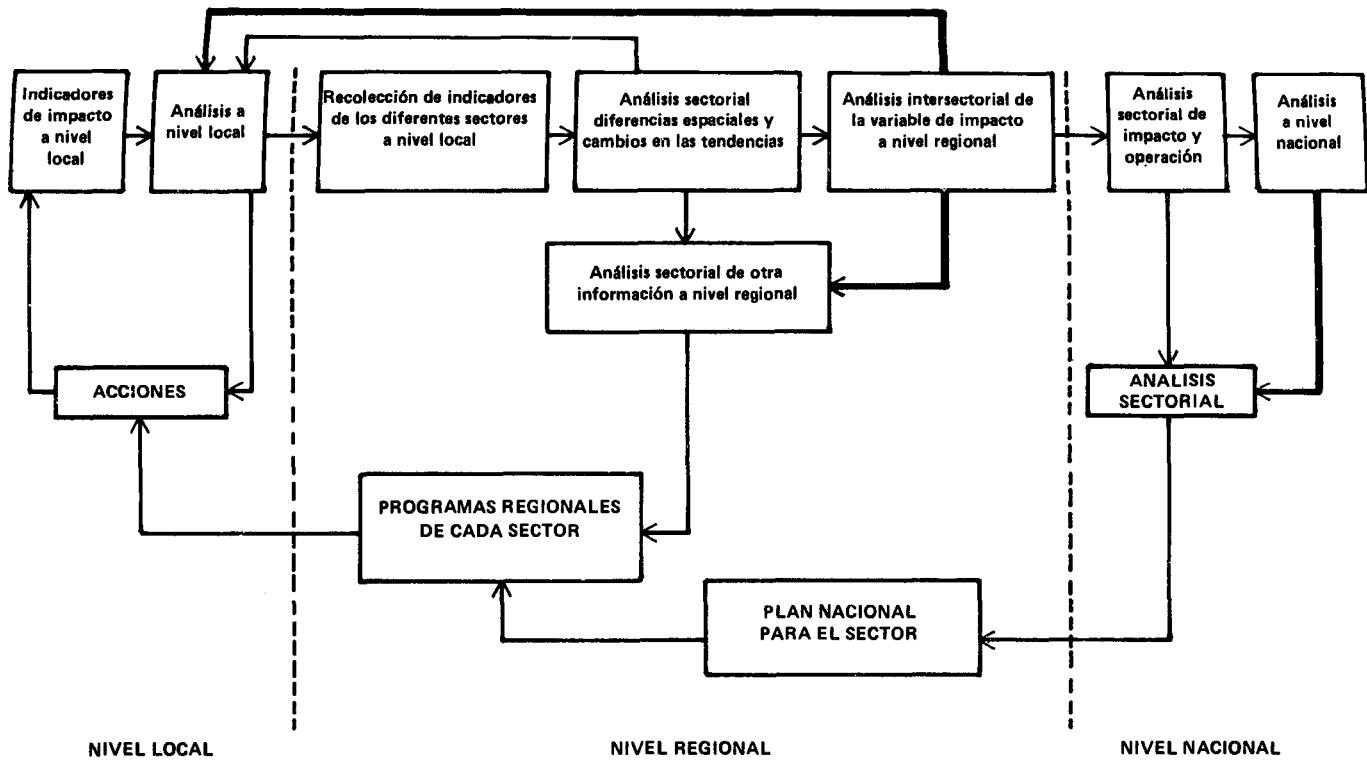 Indicadores
de impacto
a nivel
local
Análisis a
nivel local
Recolección de indicadores
de los diferentes sectores
a nivel local
Análisis sectorial
diferencias espaciales y
cambios en las tendencias
Análisis intersectorial de
la variable de impacto
a nivel regional
Análisis
sectorial de
impacto y
operación
Análisis
a nivel
nacional
Análisis sectorial de otra
información a nivel regional
ACCIONES
ANALISIS
SECTORIAL
PROGRAMAS REGIONALES
DE CADA SECTOR
PLAN NACIONAL
PARA EL SECTOR
NIVEL LOCAL
NIVEL REGIONAL
NIVEL NACIONAL